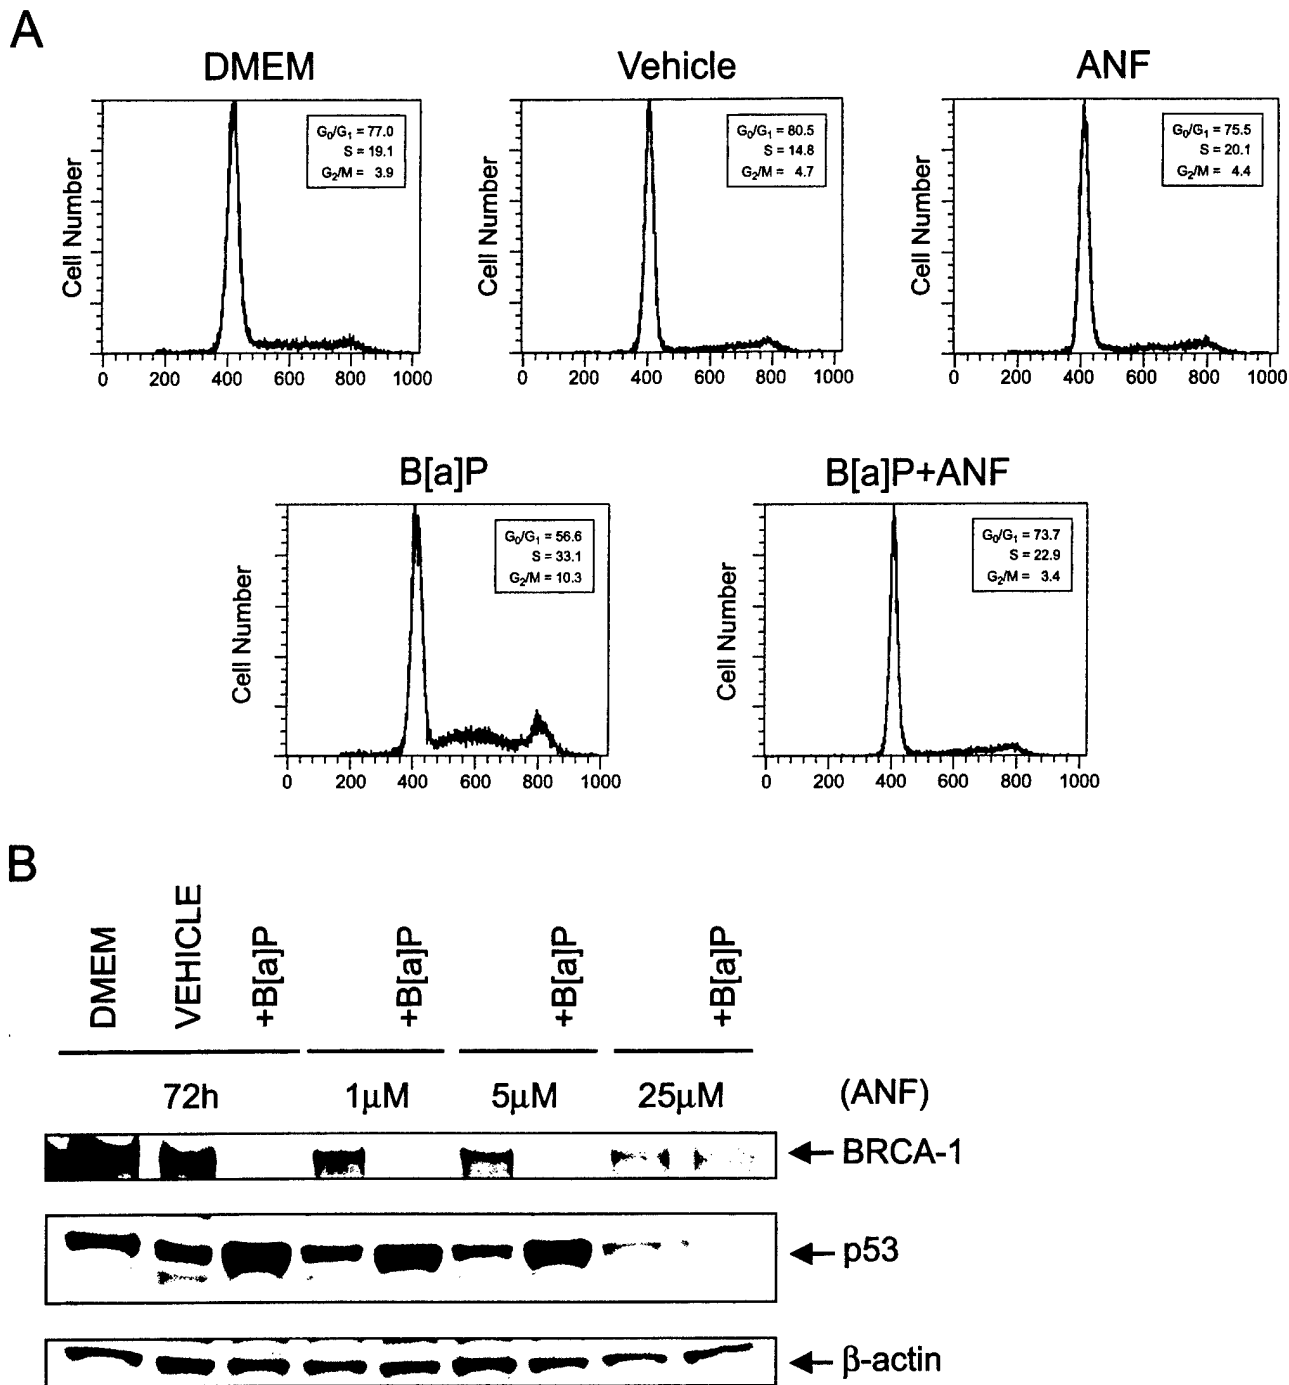 A
DMEM
Vehicle
ANF
G₀/G₁ = 77.0
S = 19.1
G₂/M = 3.9
G₀/G₁ = 80.5
S = 14.8
G₂/M = 4.7
G₀/G₁ = 75.5
S = 20.1
G₂/M = 4.4
Cell Number
Cell Number
Cell Number
0 200 400 600 800 1000
0 200 400 600 800 1000
0 200 400 600 800 1000
B[a]P
B[a]P+ANF
G₀/G₁ = 56.6
S = 33.1
G₂/M = 10.3
G₀/G₁ = 73.7
S = 22.9
G₂/M = 3.4
Cell Number
Cell Number
0 200 400 600 800 1000
0 200 400 600 800 1000
B
DMEM
VEHICLE
+B[a]P
+B[a]P
+B[a]P
+B[a]P
72h 1μM 5μM 25μM (ANF)
BRCA-1
p53
β-actin